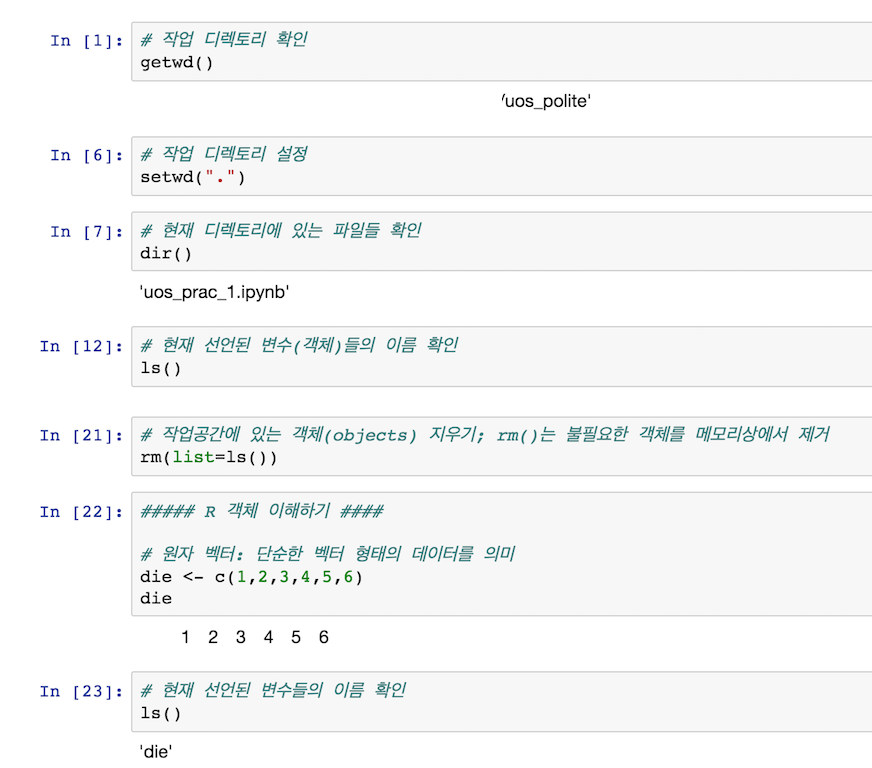 In [1]: # 작업 디렉토리 확인
getwd()
/uos_polite'
In [6]: # 작업 디렉토리 설정
setwd(".")
In [7]: # 현재 디렉토리에 있는 파일들 확인
dir()
'uos_prac_1.ipynb'
In [12]: # 현재 선언된 변수(객체)들의 이름 확인
ls()
In [21]: # 작업공간에 있는 객체(objects) 지우기; rm()는 불필요한 객체를 메모리상에서 제거
rm(list=ls())
In [22]: ##### R 객체 이해하기 ####
# 원자 벡터: 단순한 벡터 형태의 데이터를 의미
die <- c(1,2,3,4,5,6)
die
1 2 3 4 5 6
In [23]: # 현재 선언된 변수들의 이름 확인
ls()
'die'